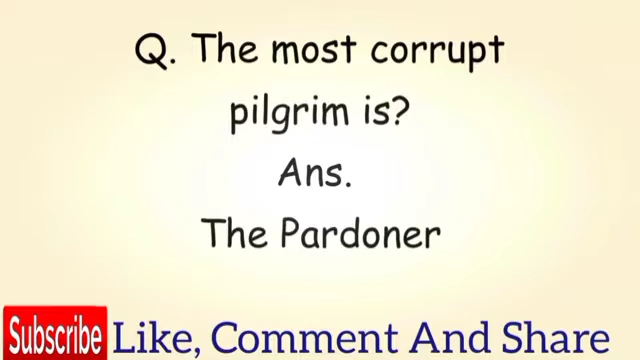 Q. The most corrupt
pilgrim is?
Ans.
The Pardoner
Subscribe Like, Comment And Share